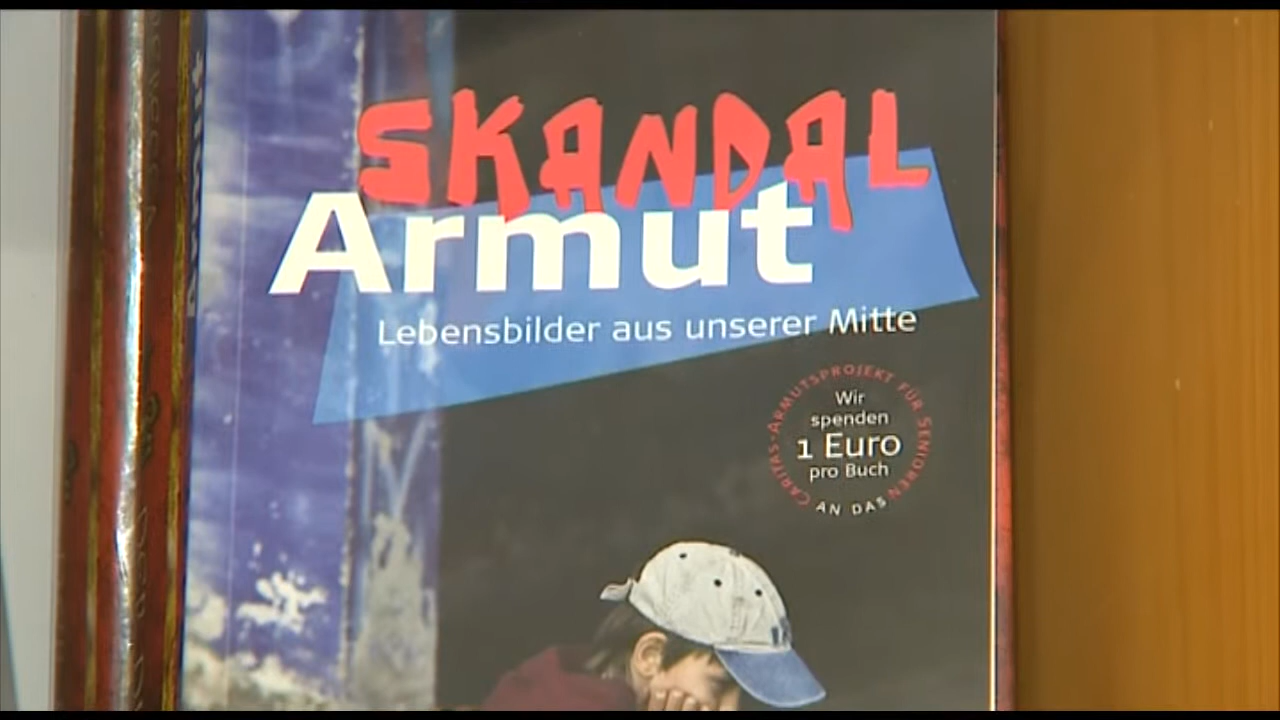 SKANDAL
Armut
Lebensbilder aus unserer Mitte
Wir
spenden
1 Euro
pro Buch
AN DAS
CARITAS-ARMUTSPROJEKT FÜR SENIOREN